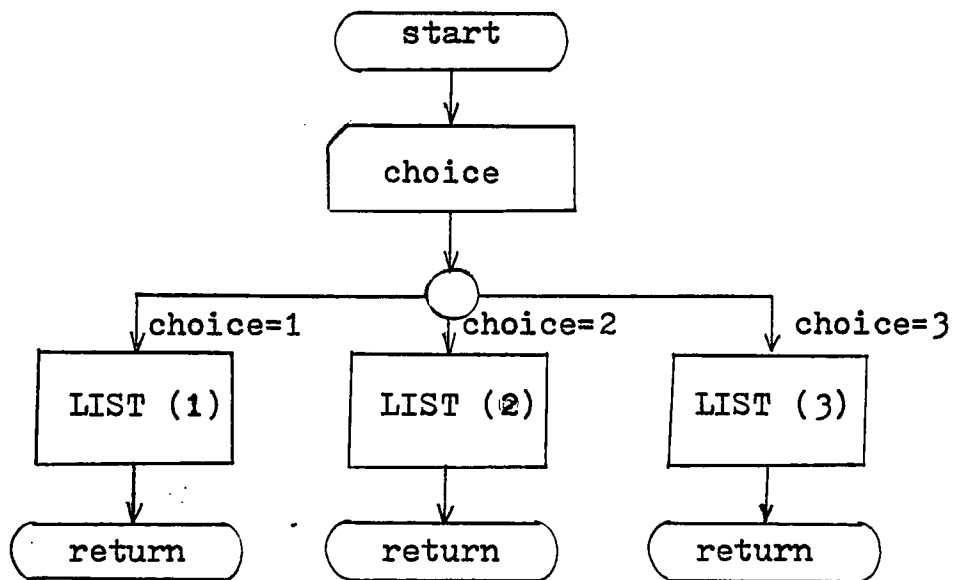 start
choice
choice=1 choice=2 choice=3
LIST (1) LIST (2) LIST (3)
return return return